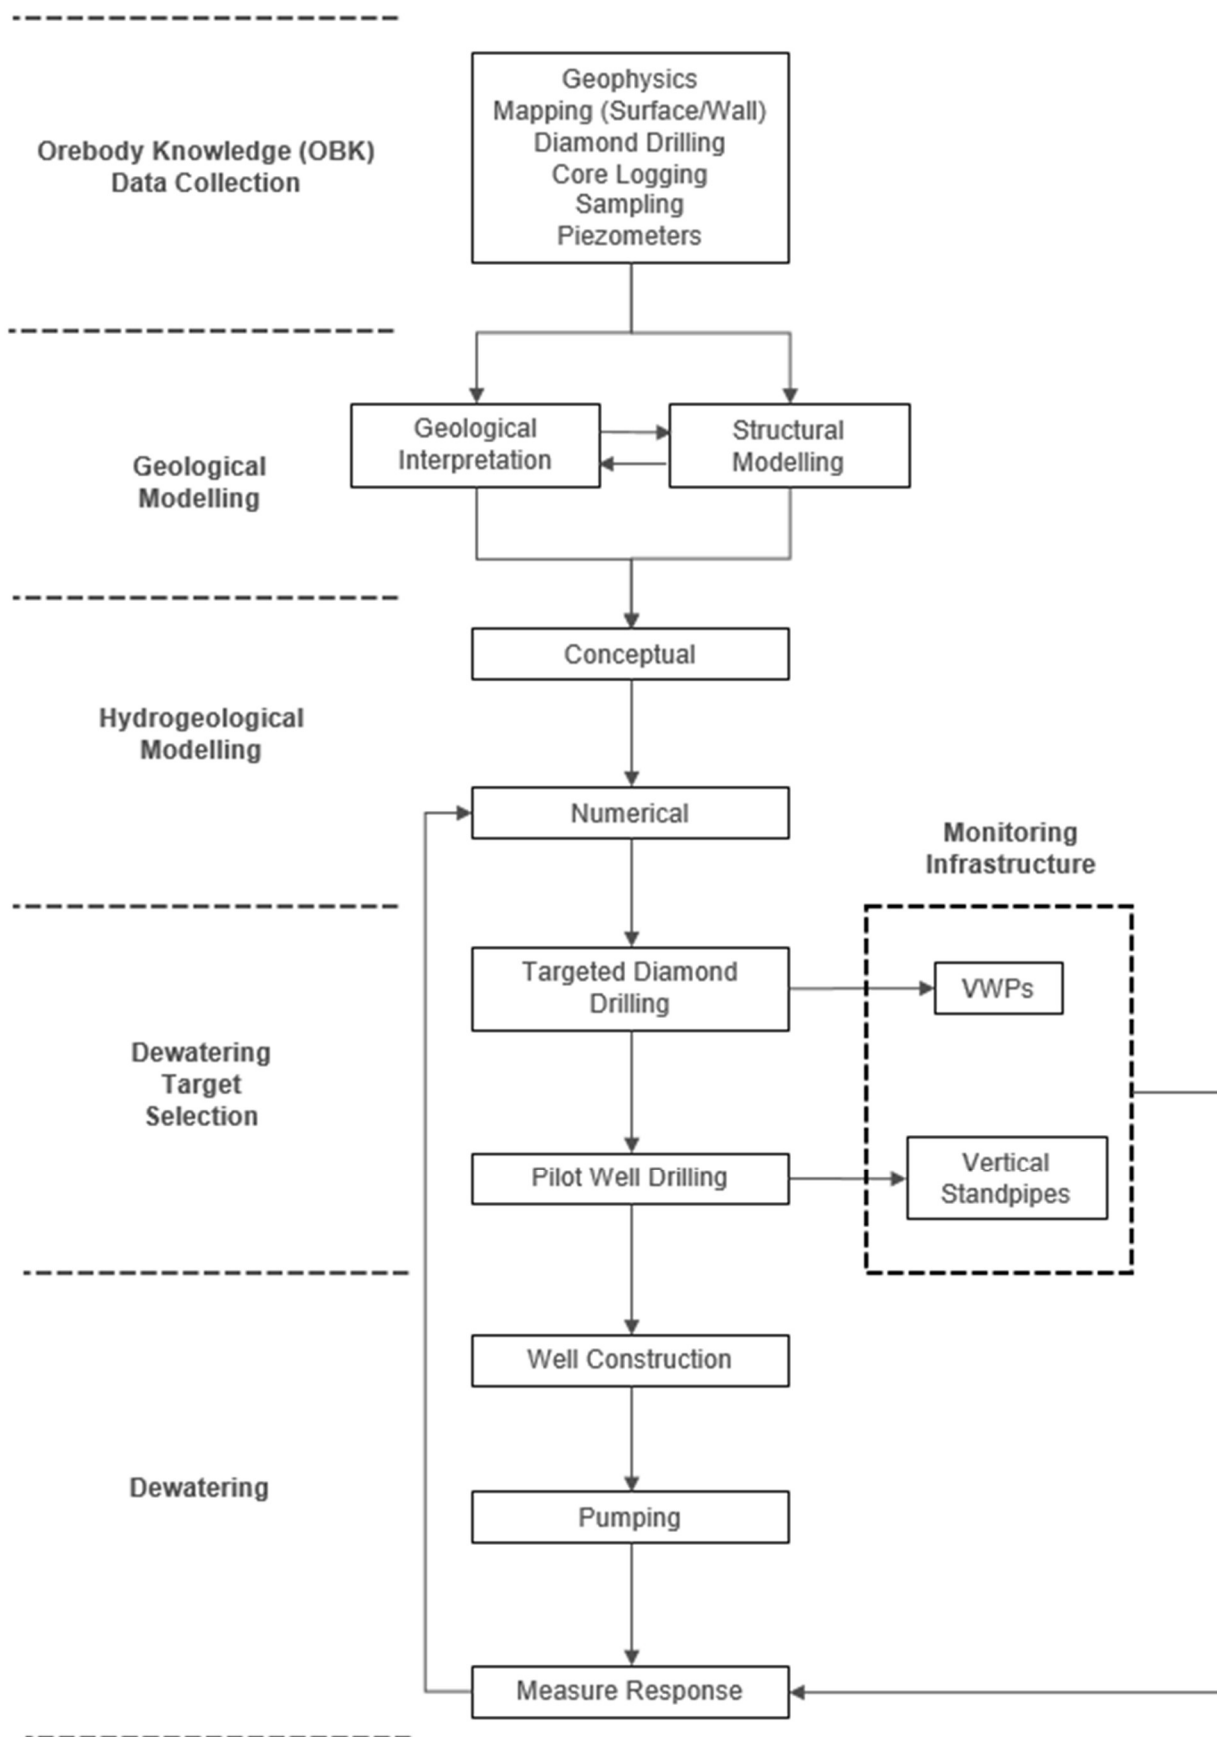 Orebody Knowledge (OBK)
Data Collection
Geophysics
Mapping (Surface/Wall)
Diamond Drilling
Core Logging
Sampling
Piezometers
Geological
Modelling
Geological
Interpretation
Structural
Modelling
Hydrogeological
Modelling
Conceptual
Numerical
Monitoring
Infrastructure
Dewatering
Target
Selection
Targeted Diamond
Drilling
VWPs
Pilot Well Drilling
Vertical
Standpipes
Dewatering
Well Construction
Pumping
Measure Response